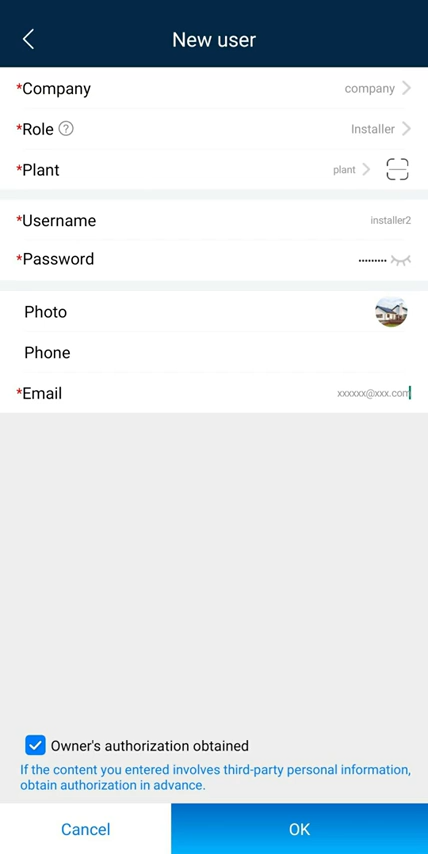 New user
*Company company
*Role ? Installer
*Plant plant
*Username installer2
*Password •••••••••
Photo
Phone
*Email xxxxxx@xxx.com
Owner's authorization obtained
If the content you entered involves third-party personal information,
obtain authorization in advance.
Cancel OK